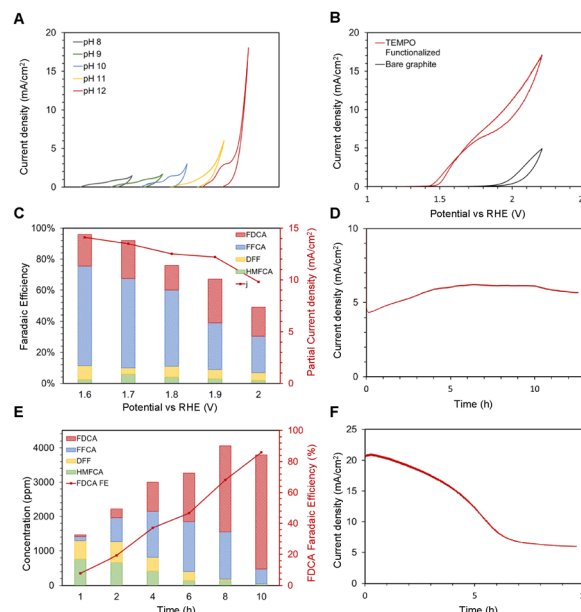 A
20
15
10
5
0
Current density (mA/cm²)
pH 8
pH 9
pH 10
pH 11
pH 12
B
20
15
10
5
0
Current density (mA/cm²)
TEMPO
Functionalized
Bare graphite
1
1.5
2
Potential vs RHE (V)
C
100%
80%
60%
40%
20%
0%
Faradaic Efficiency
FDCA
FFCA
DFF
HMFCA
j
15
10
5
0
Partial Current density (mA/cm²)
1.6
1.7
1.8
1.9
2
Potential vs RHE (V)
D
10
5
0
Current density (mA/cm²)
0
5
10
Time (h)
E
4000
3000
2000
1000
0
Concentration (ppm)
FDCA
FFCA
DFF
HMFCA
FDCA FE
100
80
60
40
20
0
FDCA Faradaic Efficiency (%)
1
2
4
6
8
10
Time (h)
F
25
20
15
10
5
0
Current density (mA/cm²)
0
5
10
Time (h)